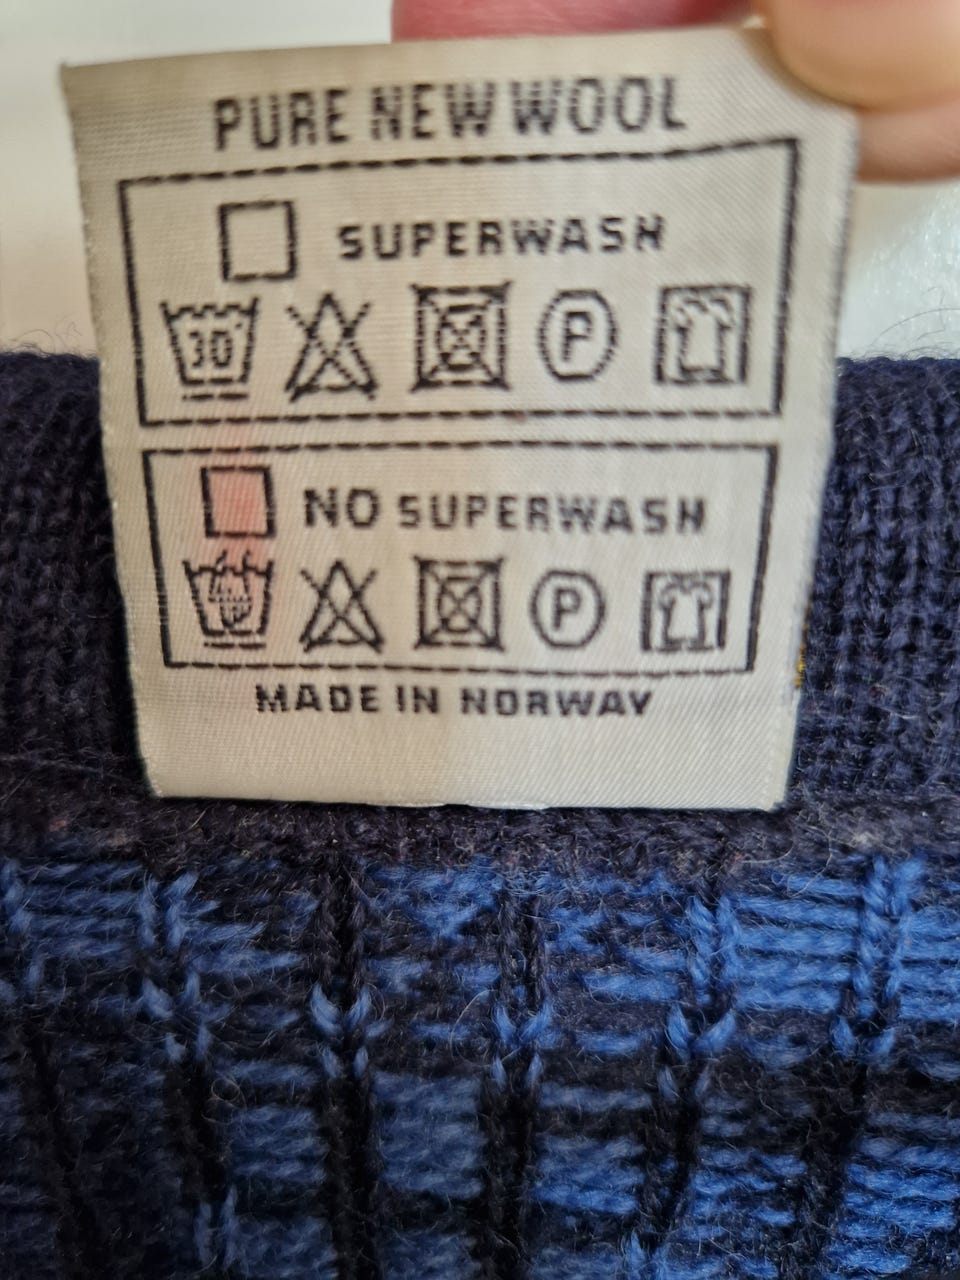 PURE NEW WOOL
SUPERWASH
30°
P
NO SUPERWASH
P
MADE IN NORWAY